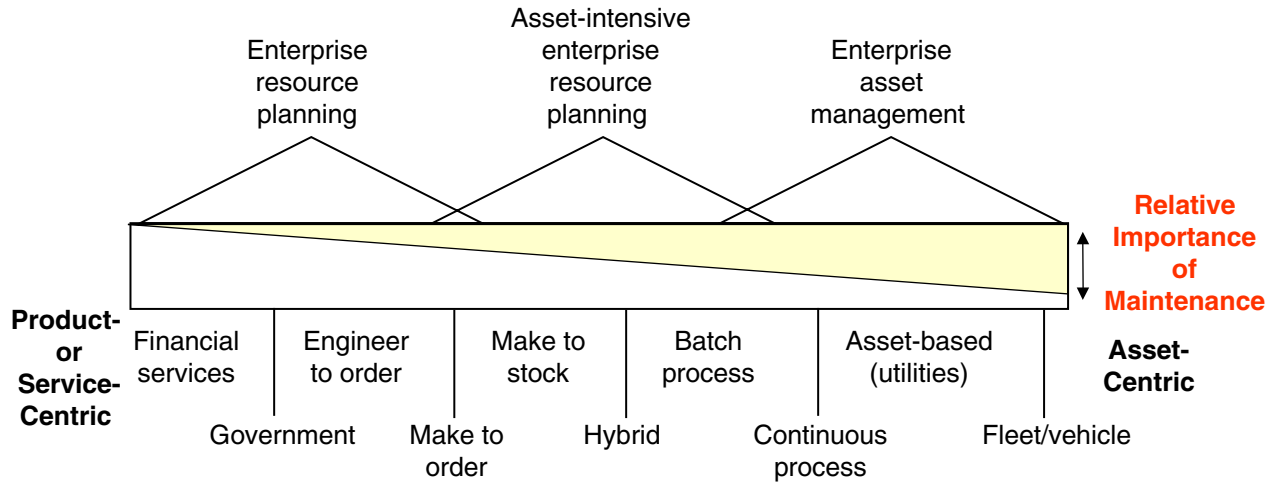 Enterprise
resource
planning
Asset-intensive
enterprise
resource
planning
Enterprise
asset
management
Relative
Importance
of
Maintenance
Product-
or
Service-
Centric
Financial
services
Engineer
to order
Make to
stock
Batch
process
Asset-based
(utilities)
Asset-
Centric
Government
Make to
order
Hybrid
Continuous
process
Fleet/vehicle